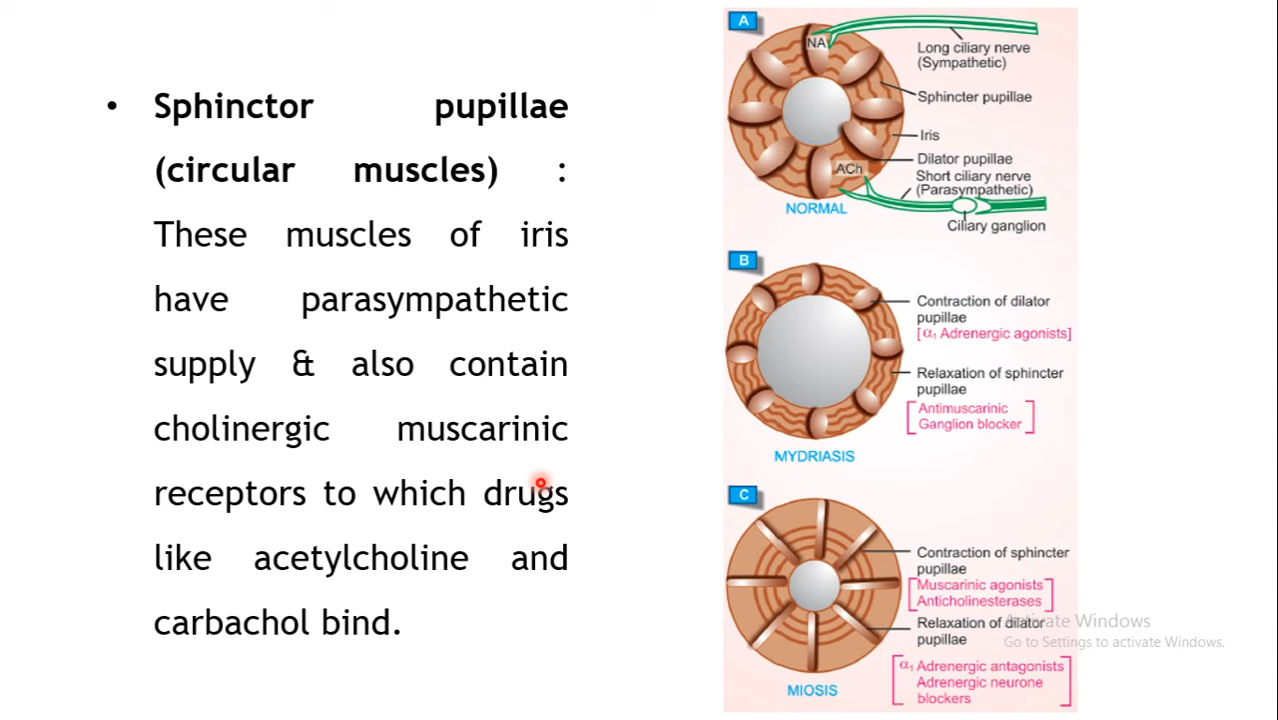 • Sphinctor pupillae
(circular muscles) :
These muscles of iris
have parasympathetic
supply & also contain
cholinergic muscarinic
receptors to which drugs
like acetylcholine and
carbachol bind.
A
NA
Long ciliary nerve
(Sympathetic)
Sphincter pupillae
Iris
Dilator pupillae
ACh
Short ciliary nerve
(Parasympathetic)
NORMAL
Ciliary ganglion
B
Contraction of dilator
pupillae
[α₁ Adrenergic agonists]
Relaxation of sphincter
pupillae
[Antimuscarinic
Ganglion blocker]
MYDRIASIS
C
Contraction of sphincter
pupillae
[Muscarinic agonists
Anticholinesterases]
Relaxation of dilator
pupillae
[α₁ Adrenergic antagonists
Adrenergic neurone
blockers]
MIOSIS
Activate Windows
Go to Settings to activate Windows.